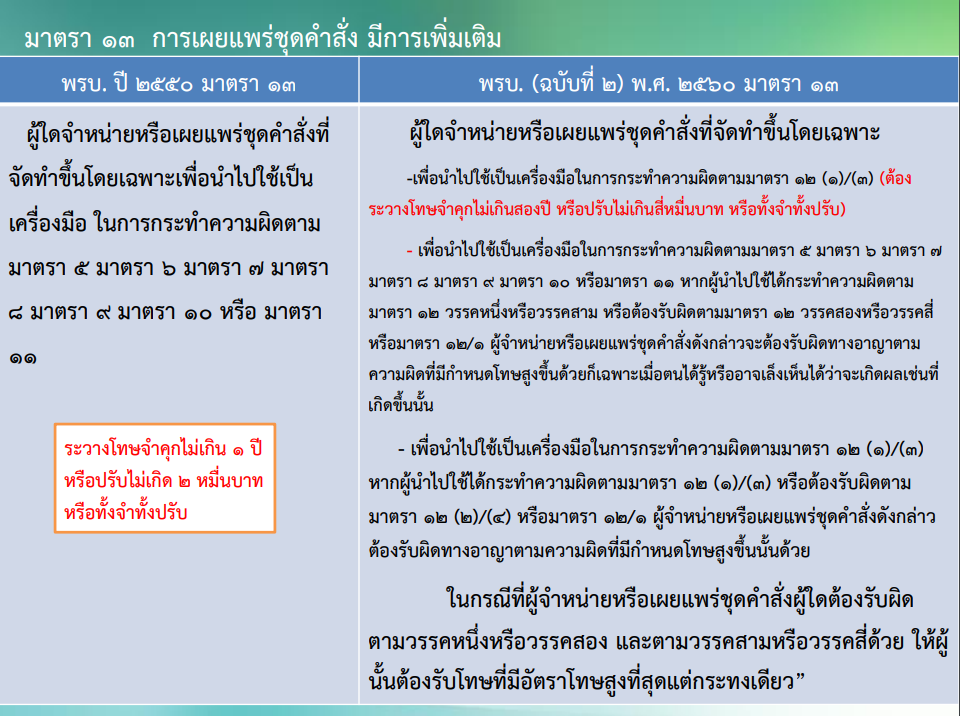 มาตรา ๑๓ การเผยแพร่ชุดคำสั่ง มีการเพิ่มเติม
พรบ. ปี ๒๕๕๐ มาตรา ๑๓
ผู้ใดจำหน่ายหรือเผยแพร่ชุดคำสั่งที่
จัดทำขึ้นโดยเฉพาะเพื่อนำไปใช้เป็น
เครื่องมือ ในการกระทำความผิดตาม
มาตรา ๕ มาตรา ๖ มาตรา ๗ มาตรา
๘ มาตรา ๙ มาตรา ๑๐ หรือ มาตรา
๑๑
ระวางโทษจำคุกไม่เกิน ๑ ปี
หรือปรับไม่เกิด ๒ หมื่นบาท
หรือทั้งจำทั้งปรับ
พรบ. (ฉบับที่ ๒) พ.ศ. ๒๕๖๐ มาตรา ๑๓
ผู้ใดจำหน่ายหรือเผยแพร่ชุดคำสั่งที่จัดทำขึ้นโดยเฉพาะ
-เพื่อนำไปใช้เป็นเครื่องมือในการกระทำความผิดตามมาตรา ๑๒ (๑)/(๓) (ต้อง
ระวางโทษจำคุกไม่เกินสองปี หรือปรับไม่เกินสี่หมื่นบาท หรือทั้งจำทั้งปรับ)
- เพื่อนำไปใช้เป็นเครื่องมือในการกระทำความผิดตามมาตรา ๕ มาตรา ๖ มาตรา ๗
มาตรา ๘ มาตรา ๙ มาตรา ๑๐ หรือมาตรา ๑๑ หากผู้นำไปใช้ได้กระทำความผิดตาม
มาตรา ๑๒ วรรคหนึ่งหรือวรรคสาม หรือต้องรับผิดตามมาตรา ๑๒ วรรคสองหรือวรรคสี่
หรือมาตรา ๑๒/๑ ผู้จำหน่ายหรือเผยแพร่ชุดคำสั่งดังกล่าวจะต้องรับผิดทางอาญาตาม
ความผิดที่มีกำหนดโทษสูงขึ้นด้วยก็เฉพาะเมื่อตนได้รู้หรืออาจเล็งเห็นได้ว่าจะเกิดผลเช่นที่
เกิดขึ้นนั้น
- เพื่อนำไปใช้เป็นเครื่องมือในการกระทำความผิดตามมาตรา ๑๒ (๑)/(๓)
หากผู้นำไปใช้ได้กระทำความผิดตามมาตรา ๑๒ (๑)/(๓) หรือต้องรับผิดตาม
มาตรา ๑๒ (๒)/(๔) หรือมาตรา ๑๒/๑ ผู้จำหน่ายหรือเผยแพร่ชุดคำสั่งดังกล่าว
ต้องรับผิดทางอาญาตามความผิดที่มีกำหนดโทษสูงขึ้นนั้นด้วย
ในกรณีที่ผู้จำหน่ายหรือเผยแพร่ชุดคำสั่งผู้ใดต้องรับผิด
ตามวรรคหนึ่งหรือวรรคสอง และตามวรรคสามหรือวรรคสี่ด้วย ให้ผู้
นั้นต้องรับโทษที่มีอัตราโทษสูงที่สุดแต่กระทงเดียว”